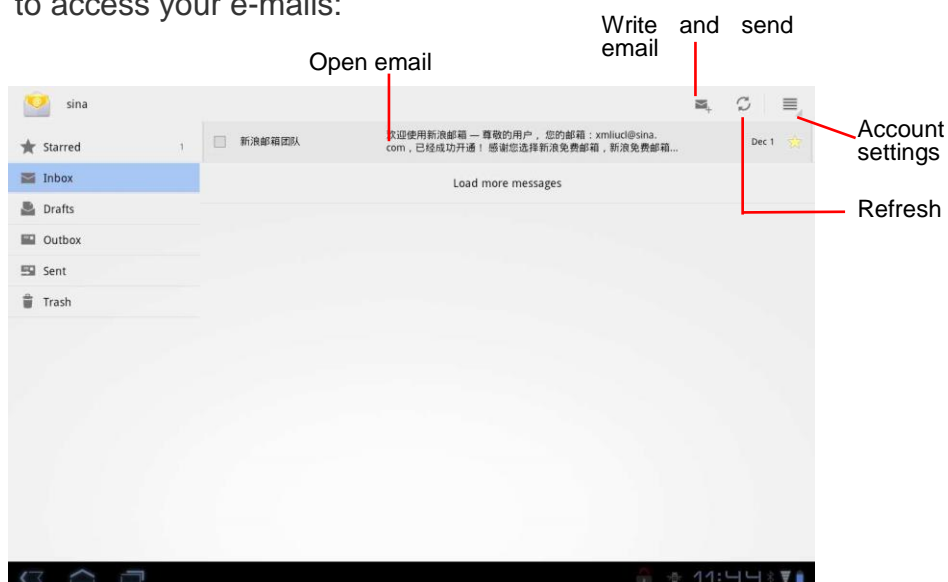 to access your e-mails:
Write and send
email
Open email
sina
Starred 1
Inbox
Drafts
Outbox
Sent
Trash
新浪邮箱团队
欢迎使用新浪邮箱 — 尊敬的用户，您的邮箱：xmliucl@sina.
com，已经成功开通！感谢您选择新浪免费邮箱，新浪免费邮箱...
Dec 1
Load more messages
Account
settings
Refresh
11:44